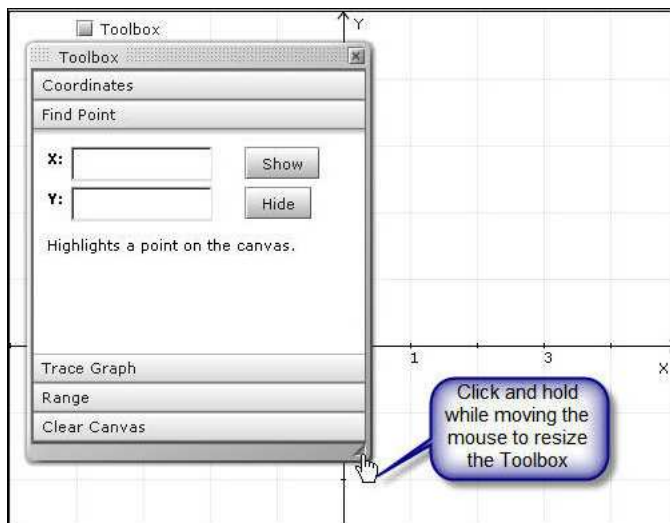 Toolbox
Y
Toolbox
Coordinates
Find Point
X:
Show
Y:
Hide
Highlights a point on the canvas.
1
3
X
Trace Graph
Range
Clear Canvas
Click and hold
while moving the
mouse to resize
the Toolbox